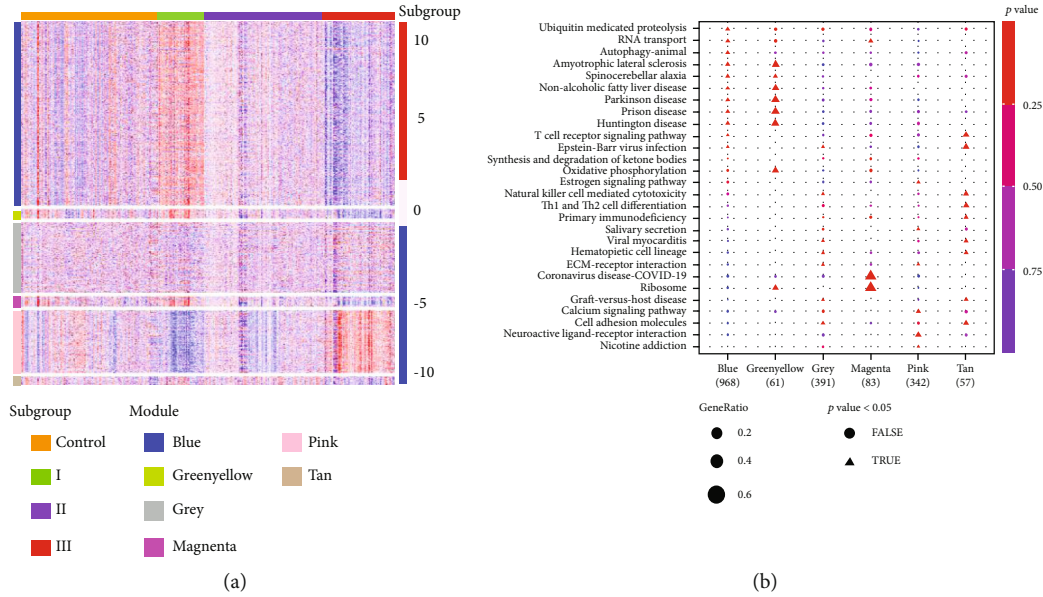 Subgroup
10
5
0
-5
-10
Subgroup
Module
Control
Blue
Pink
I
Greenyellow
Tan
II
Grey
III
Magnenta
(a)
p value
Ubiquitin medicated proteolysis
RNA transport
Autophagy-animal
Amyotrophic lateral sclerosis
Spinocerebellar alaxia
Non-alcoholic fatty liver disease
Parkinson disease
Prison disease
Huntington disease
T cell receptor signaling pathway
Epstein-Barr virus infection
Synthesis and degradation of ketone bodies
Oxidative phosphorylation
Estrogen signaling pathway
Natural killer cell mediated cytotoxicity
Th1 and Th2 cell differentiation
Primary immunodeficiency
Salivary secretion
Viral myocarditis
Hematopietic cell lineage
ECM-receptor interaction
Coronavirus disease-COVID-19
Ribosome
Graft-versus-host disease
Calcium signaling pathway
Cell adhesion molecules
Neuroactive ligand-receptor interaction
Nicotine addiction
0.25
0.50
0.75
Blue Greenyellow Grey Magenta Pink Tan
(968) (61) (391) (83) (342) (57)
GeneRatio
0.2
0.4
0.6
p value < 0.05
FALSE
TRUE
(b)